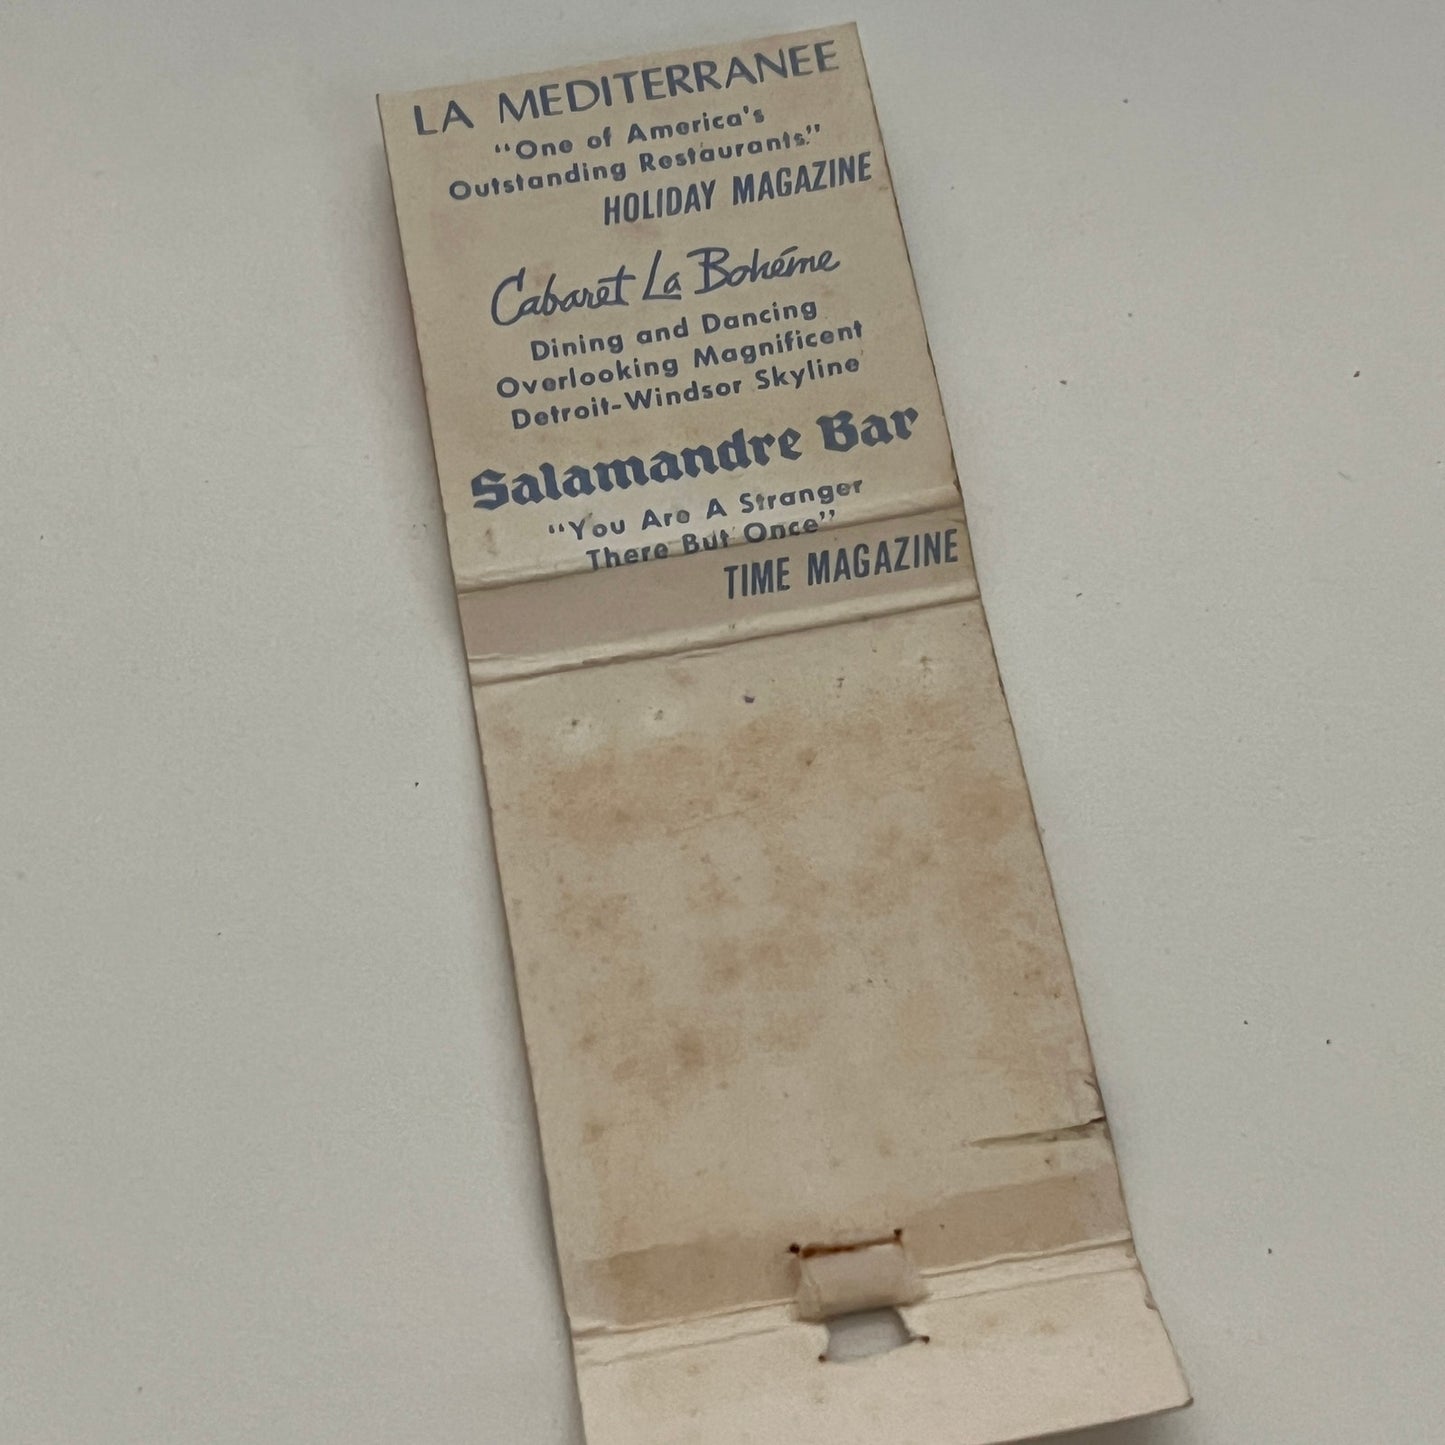 LA MEDITERRANEE
"One of America's
Outstanding Restaurants."
HOLIDAY MAGAZINE
Cabaret La Bohéme
Dining and Dancing
Overlooking Magnificent
Detroit-Windsor Skyline
Salamandre Bar
"You Are A Stranger
There But Once"
TIME MAGAZINE